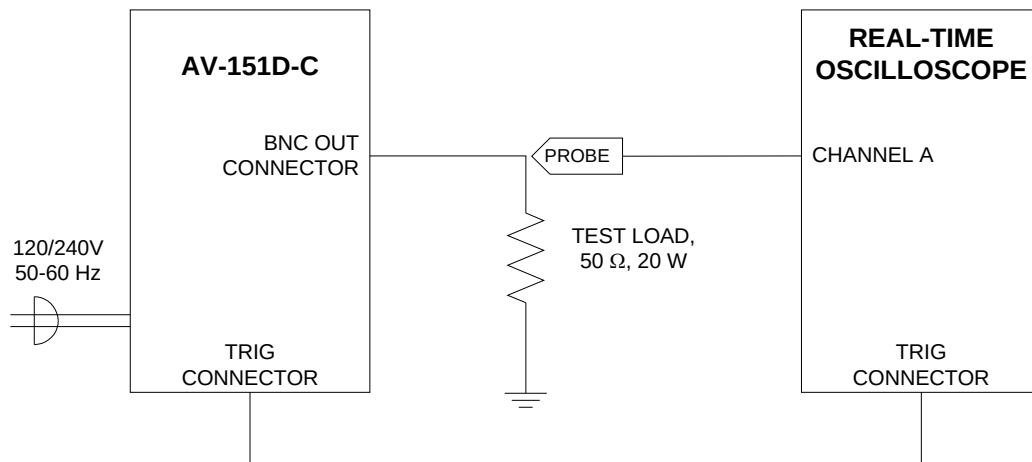 AV-151D-C
BNC OUT
CONNECTOR
120/240V
50-60 Hz
TRIG
CONNECTOR
PROBE
TEST LOAD,
50 Ω, 20 W
REAL-TIME
OSCILLOSCOPE
CHANNEL A
TRIG
CONNECTOR